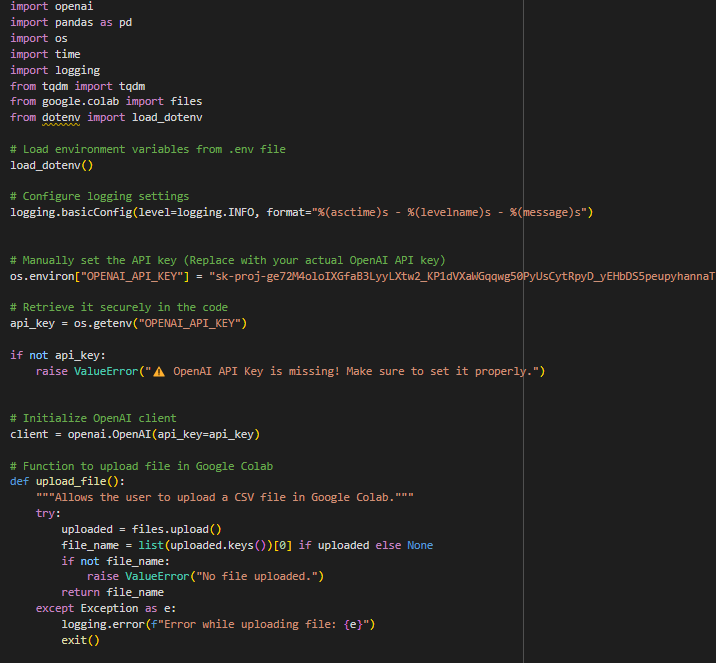 import openai
import pandas as pd
import os
import time
import logging
from tqdm import tqdm
from google.colab import files
from dotenv import load_dotenv
# Load environment variables from .env file
load_dotenv()
# Configure logging settings
logging.basicConfig(level=logging.INFO, format="%(asctime)s - %(levelname)s - %(message)s")
# Manually set the API key (Replace with your actual OpenAI API key)
os.environ["OPENAI_API_KEY"] = "
# Retrieve it securely in the code
api_key = os.getenv("OPENAI_API_KEY")
if not api_key:
    raise ValueError("⚠️ OpenAI API Key is missing! Make sure to set it properly.")
# Initialize OpenAI client
client = openai.OpenAI(api_key=api_key)
# Function to upload file in Google Colab
def upload_file():
    """Allows the user to upload a CSV file in Google Colab."""
    try:
        uploaded = files.upload()
        file_name = list(uploaded.keys())[0] if uploaded else None
        if not file_name:
            raise ValueError("No file uploaded.")
        return file_name
    except Exception as e:
        logging.error(f"Error while uploading file: {e}")
        exit()